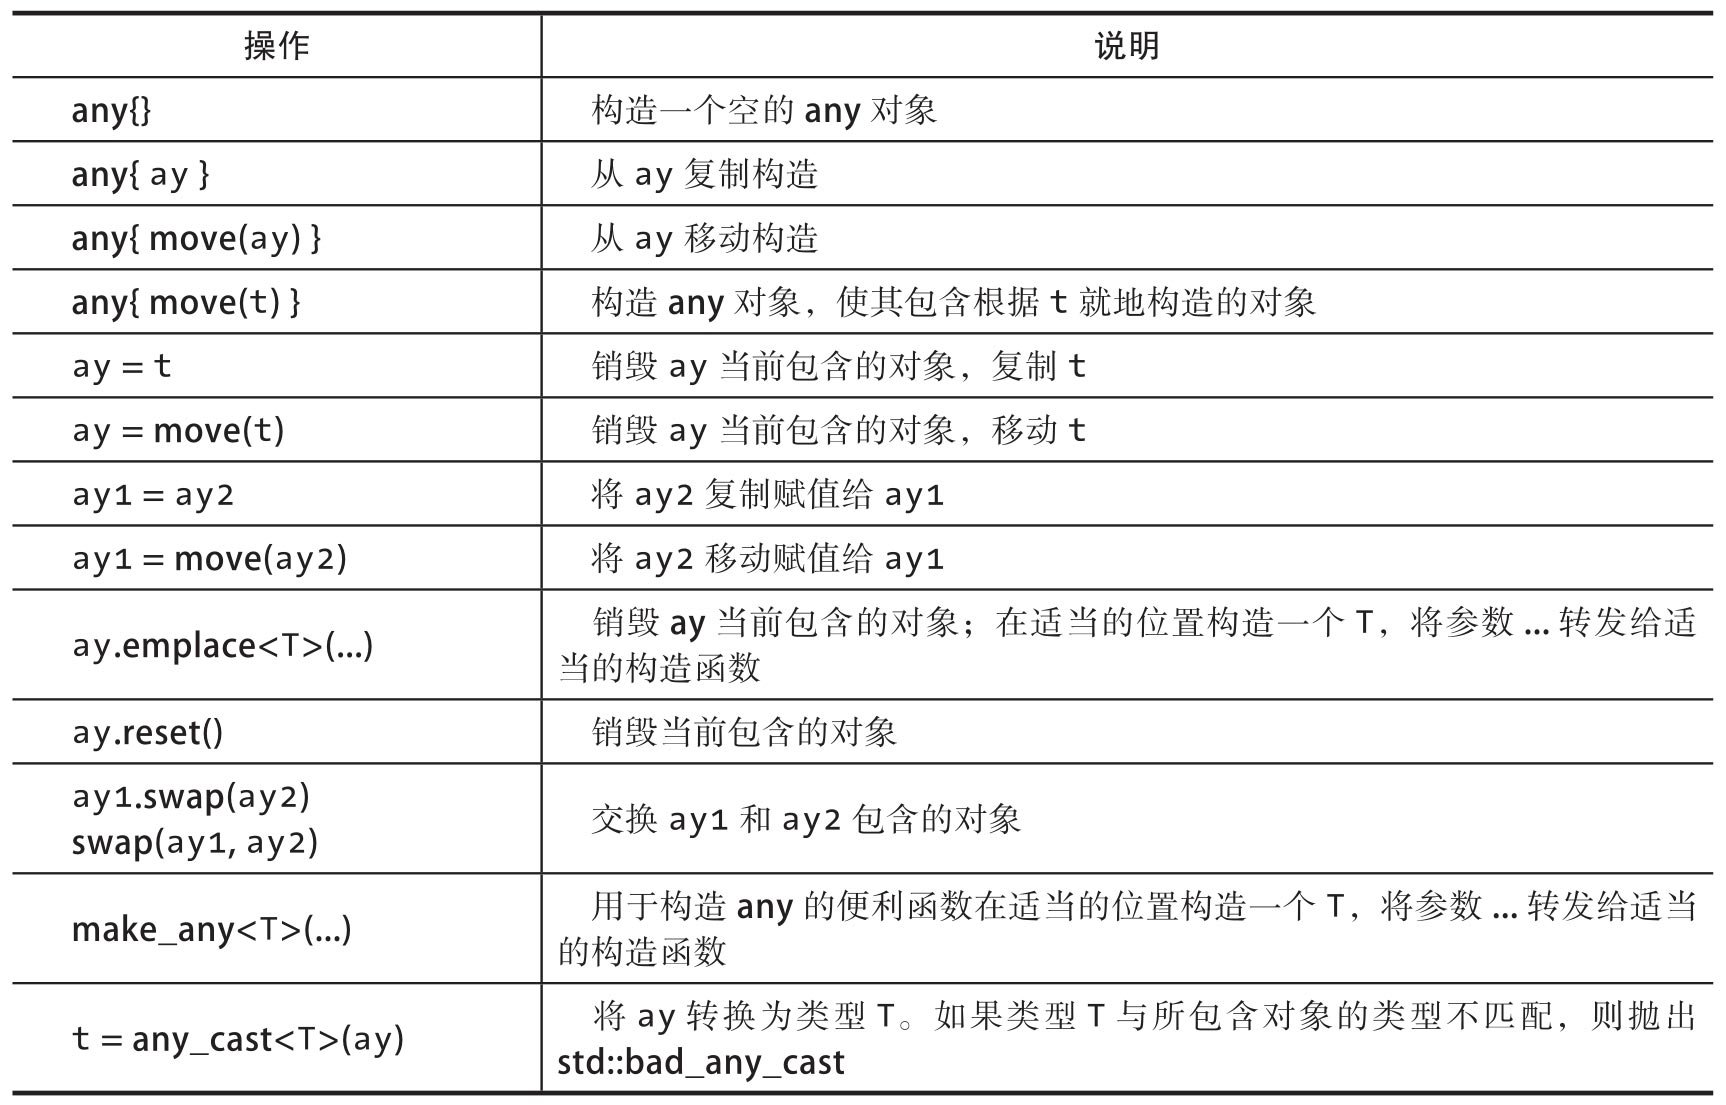 操作 说明
any{} 构造一个空的 any 对象
any{ ay } 从 ay 复制构造
any{ move(ay) } 从 ay 移动构造
any{ move(t) } 构造 any 对象，使其包含根据 t 就地构造的对象
ay = t 销毁 ay 当前包含的对象，复制 t
ay = move(t) 销毁 ay 当前包含的对象，移动 t
ay1 = ay2 将 ay2 复制赋值给 ay1
ay1 = move(ay2) 将 ay2 移动赋值给 ay1
ay.emplace<T>(...) 销毁 ay 当前包含的对象；在适当的位置构造一个 T，将参数 ... 转发给适
当的构造函数
ay.reset() 销毁当前包含的对象
ay1.swap(ay2)
swap(ay1, ay2) 交换 ay1 和 ay2 包含的对象
make_any<T>(...) 用于构造 any 的便利函数在适当的位置构造一个 T，将参数 ... 转发给适当
的构造函数
t = any_cast<T>(ay) 将 ay 转换为类型 T。如果类型 T 与所包含对象的类型不匹配，则抛出
std::bad_any_cast